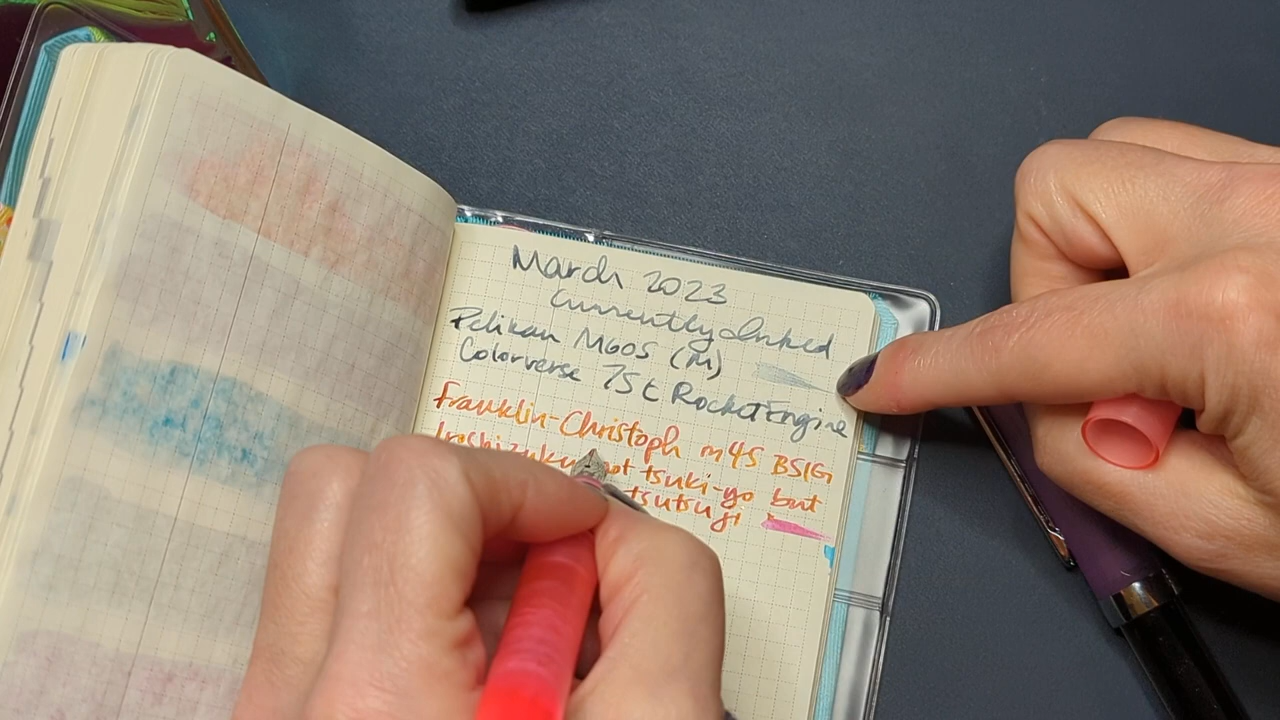 March 2023
Currently Inked
Pelikan M605 (M)
Colorverse 75t Rocket Engine
Franklin-Christoph m45 BSIG
Iroshizuku not tsuki-yo but
tsutsuji